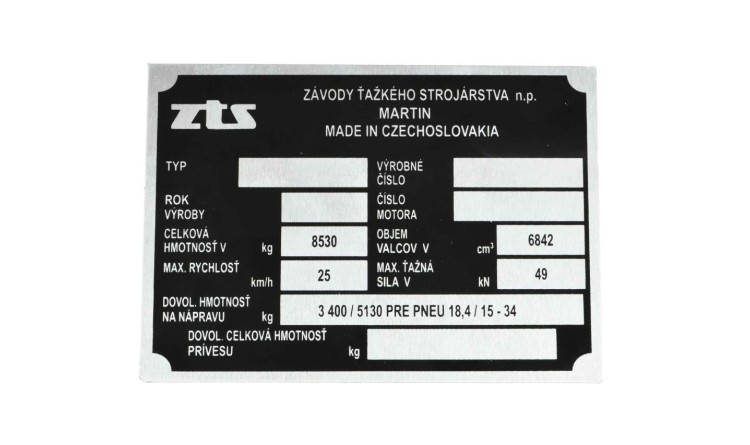 zts
ZÁVODY ŤAŽKÉHO STROJÁRSTVA n.p.
MARTIN
MADE IN CZECHOSLOVAKIA
TYP
VÝROBNÉ
ČÍSLO
ROK
VÝROBY
ČÍSLO
MOTORA
CELKOVÁ
HMOTNOSŤ V kg 8530
OBJEM
VALCOV V cm³ 6842
MAX. RYCHLOSŤ
km/h 25
MAX. ŤAŽNÁ
SILA V kN 49
DOVOL. HMOTNOSŤ
NA NÁPRAVU kg 3 400 / 5130 PRE PNEU 18,4 / 15 - 34
DOVOL. CELKOVÁ HMOTNOSŤ
PRÍVESU kg